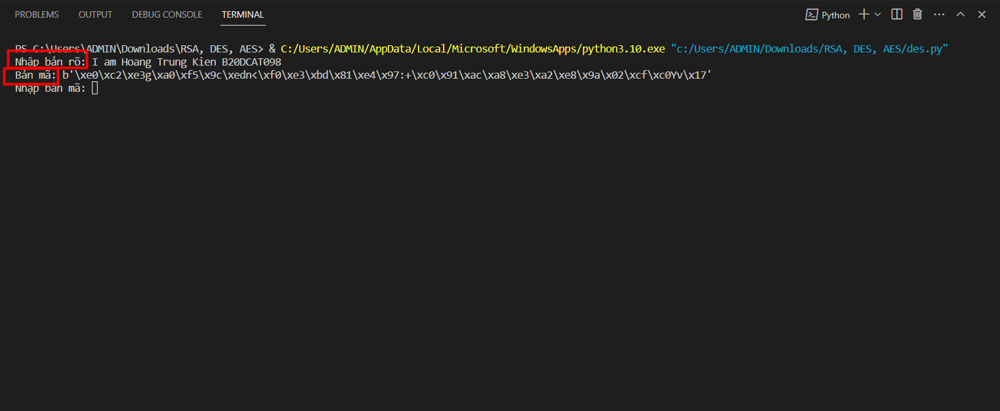 PROBLEMS OUTPUT DEBUG CONSOLE TERMINAL Python
PS C:\Users\ADMIN\Downloads\RSA, DES, AES> & C:/Users/ADMIN/AppData/Local/Microsoft/WindowsApps/python3.10.exe "c:/Users/ADMIN/Downloads/RSA, DES, AES/des.py"
Nhập bản rõ: I am Hoang Trung Kien B20DCAT098
Bản mã: b'\xe0\xc2\xe3g\xa0\xf5\x9c\xedn<\xf0\xe3\xbd\x81\xe4\x97:+\xc0\x91\xac\xa8\xe3\xa2\xe8\x9a\x02\xcf\xc0Yv\x17'
Nhập bản mã: